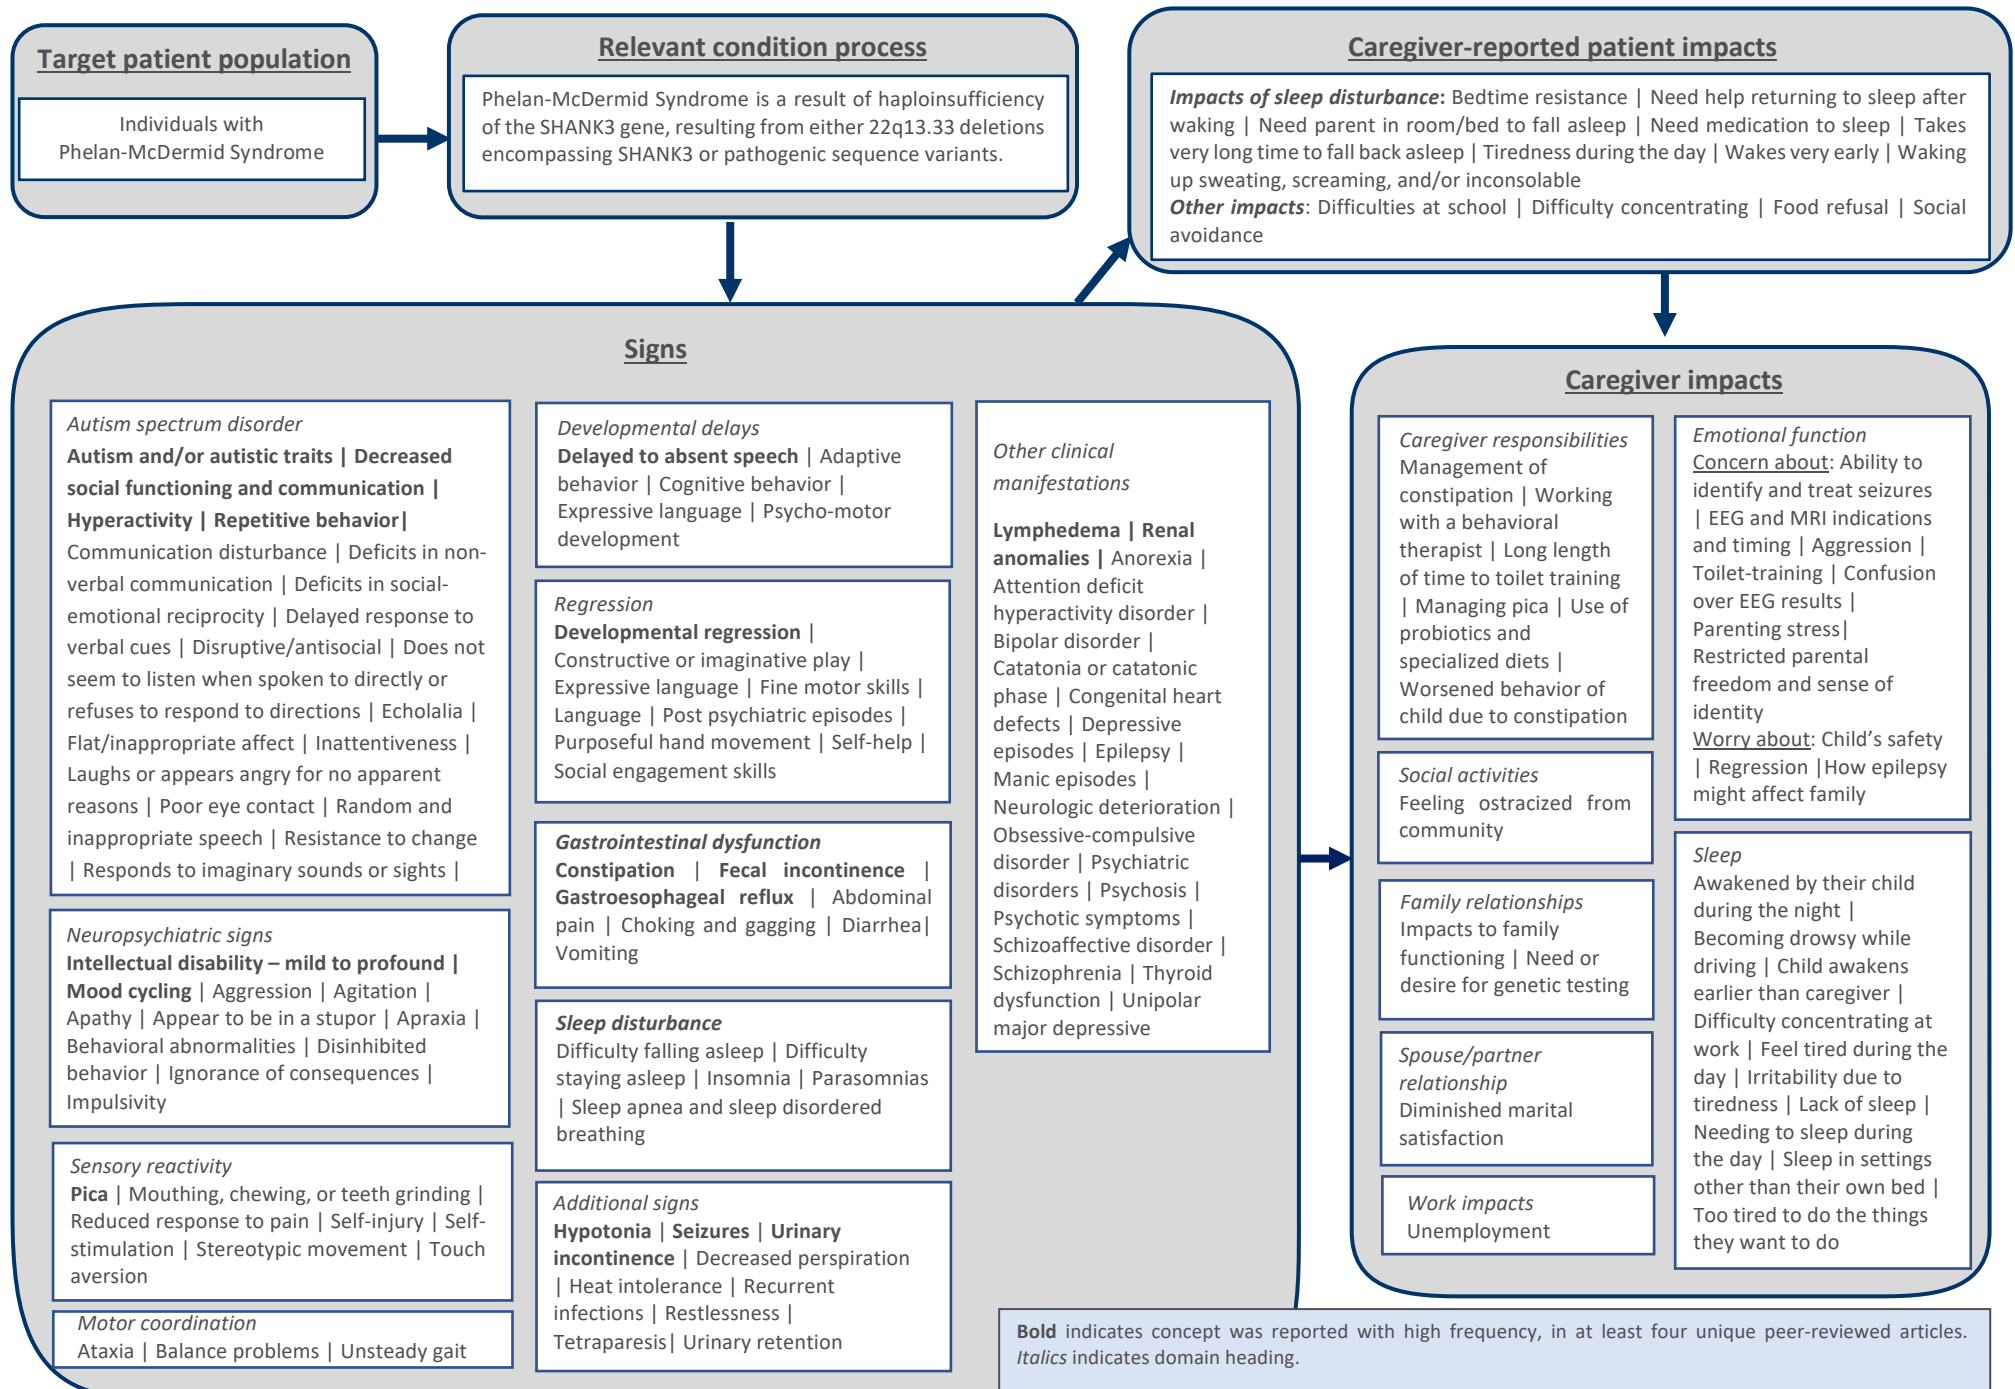 Target patient population
Individuals with
Phelan-McDermid Syndrome
Relevant condition process
Phelan-McDermid Syndrome is a result of haploinsufficiency
of the SHANK3 gene, resulting from either 22q13.33 deletions
encompassing SHANK3 or pathogenic sequence variants.
Caregiver-reported patient impacts
Impacts of sleep disturbance: Bedtime resistance | Need help returning to sleep after
waking | Need parent in room/bed to fall asleep | Need medication to sleep | Takes
very long time to fall back asleep | Tiredness during the day | Wakes very early | Waking
up sweating, screaming, and/or inconsolable
Other impacts: Difficulties at school | Difficulty concentrating | Food refusal | Social
avoidance
Signs
Autism spectrum disorder
Autism and/or autistic traits | Decreased
social functioning and communication |
Hyperactivity | Repetitive behavior|
Communication disturbance | Deficits in non-
verbal communication | Deficits in social-
emotional reciprocity | Delayed response to
verbal cues | Disruptive/antisocial | Does not
seem to listen when spoken to directly or
refuses to respond to directions | Echolalia |
Flat/inappropriate affect | Inattentiveness |
Laughs or appears angry for no apparent
reasons | Poor eye contact | Random and
inappropriate speech | Resistance to change
| Responds to imaginary sounds or sights |
Neuropsychiatric signs
Intellectual disability – mild to profound |
Mood cycling | Aggression | Agitation |
Apathy | Appear to be in a stupor | Apraxia |
Behavioral abnormalities | Disinhibited
behavior | Ignorance of consequences |
Impulsivity
Sensory reactivity
Pica | Mouthing, chewing, or teeth grinding |
Reduced response to pain | Self-injury | Self-
stimulation | Stereotypic movement | Touch
aversion
Motor coordination
Ataxia | Balance problems | Unsteady gait
Developmental delays
Delayed to absent speech | Adaptive
behavior | Cognitive behavior |
Expressive language | Psycho-motor
development
Regression
Developmental regression |
Constructive or imaginative play |
Expressive language | Fine motor skills |
Language | Post psychiatric episodes |
Purposeful hand movement | Self-help |
Social engagement skills
Gastrointestinal dysfunction
Constipation | Fecal incontinence |
Gastroesophageal reflux | Abdominal
pain | Choking and gagging | Diarrhea|
Vomiting
Sleep disturbance
Difficulty falling asleep | Difficulty
staying asleep | Insomnia | Parasomnias
| Sleep apnea and sleep disordered
breathing
Additional signs
Hypotonia | Seizures | Urinary
incontinence | Decreased perspiration
| Heat intolerance | Recurrent
infections | Restlessness |
Tetraparesis| Urinary retention
Other clinical
manifestations
Lymphedema | Renal
anomalies | Anorexia |
Attention deficit
hyperactivity disorder |
Bipolar disorder |
Catatonia or catatonic
phase | Congenital heart
defects | Depressive
episodes | Epilepsy |
Manic episodes |
Neurologic deterioration |
Obsessive-compulsive
disorder | Psychiatric
disorders | Psychosis |
Psychotic symptoms |
Schizoaffective disorder |
Schizophrenia | Thyroid
dysfunction | Unipolar
major depressive
Caregiver impacts
Caregiver responsibilities
Management of
constipation | Working
with a behavioral
therapist | Long length
of time to toilet training
| Managing pica | Use of
probiotics and
specialized diets |
Worsened behavior of
child due to constipation
Social activities
Feeling ostracized from
community
Family relationships
Impacts to family
functioning | Need or
desire for genetic testing
Spouse/partner
relationship
Diminished marital
satisfaction
Work impacts
Unemployment
Emotional function
Concern about: Ability to
identify and treat seizures
| EEG and MRI indications
and timing | Aggression |
Toilet-training | Confusion
over EEG results |
Parenting stress|
Restricted parental
freedom and sense of
identity
Worry about: Child’s safety
| Regression |How epilepsy
might affect family
Sleep
Awakened by their child
during the night |
Becoming drowsy while
driving | Child awakens
earlier than caregiver |
Difficulty concentrating at
work | Feel tired during the
day | Irritability due to
tiredness | Lack of sleep |
Needing to sleep during
the day | Sleep in settings
other than their own bed |
Too tired to do the things
they want to do
Bold indicates concept was reported with high frequency, in at least four unique peer-reviewed articles.
Italics indicates domain heading.